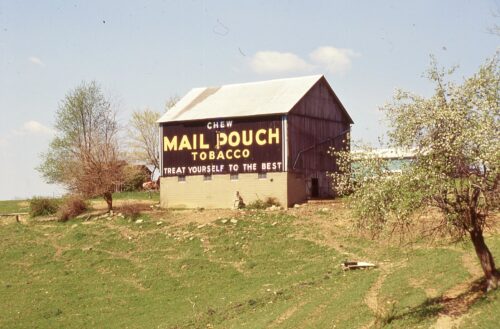 CHEW
MAIL POUCH
TOBACCO
TREAT YOURSELF TO THE BEST